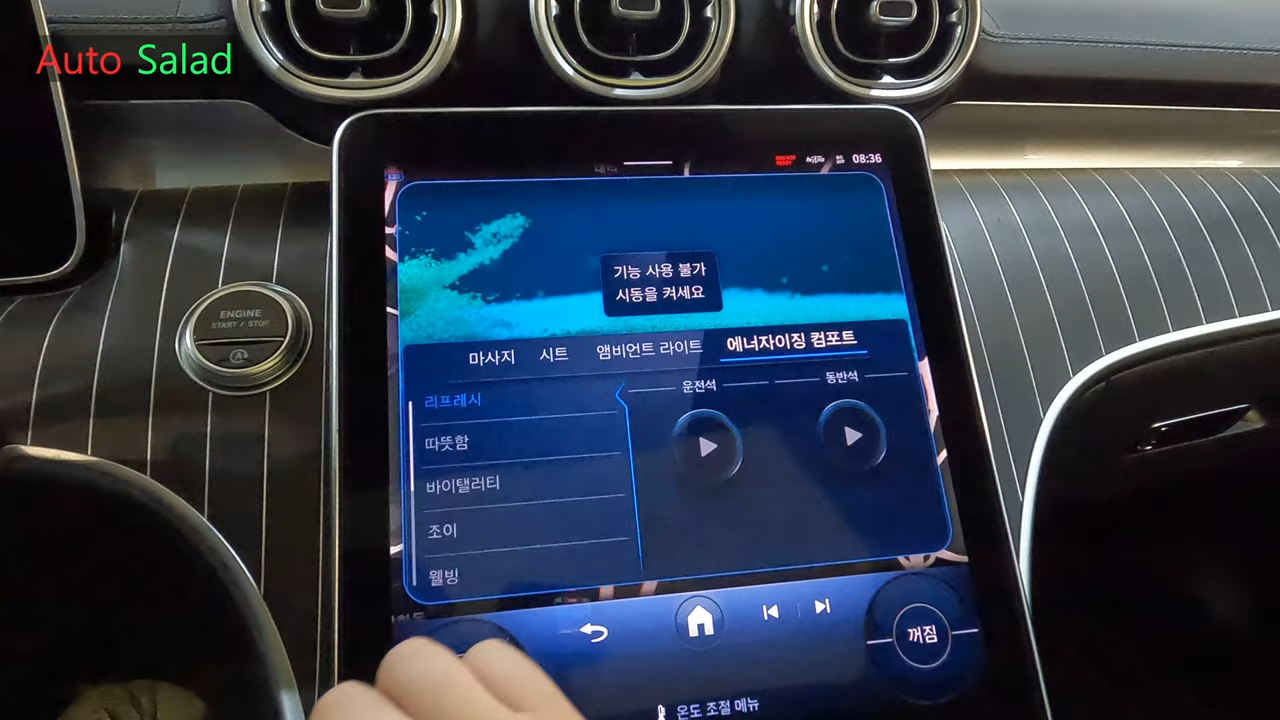 Auto Salad
08:36
기능 사용 불가
시동을 켜세요
ENGINE
START / STOP
마사지 시트 앰비언트 라이트 에너자이징 컴포트
운전석 동반석
리프레시
따뜻함
바이탤러티
조이
웰빙
꺼짐
온도 조절 메뉴